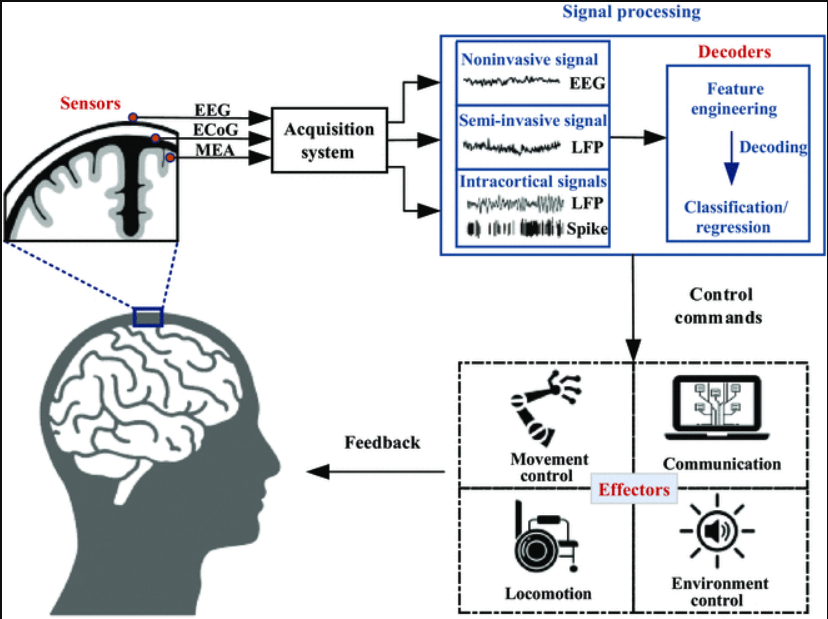 Signal processing
Sensors
EEG
ECoG
MEA
Acquisition
system
Noninvasive signal
EEG
Semi-invasive signal
LFP
Intracortical signals
LFP
Spike
Decoders
Feature
engineering
Decoding
Classification/
regression
Control
commands
Feedback
Movement
control
Communication
Effectors
Locomotion
Environment
control